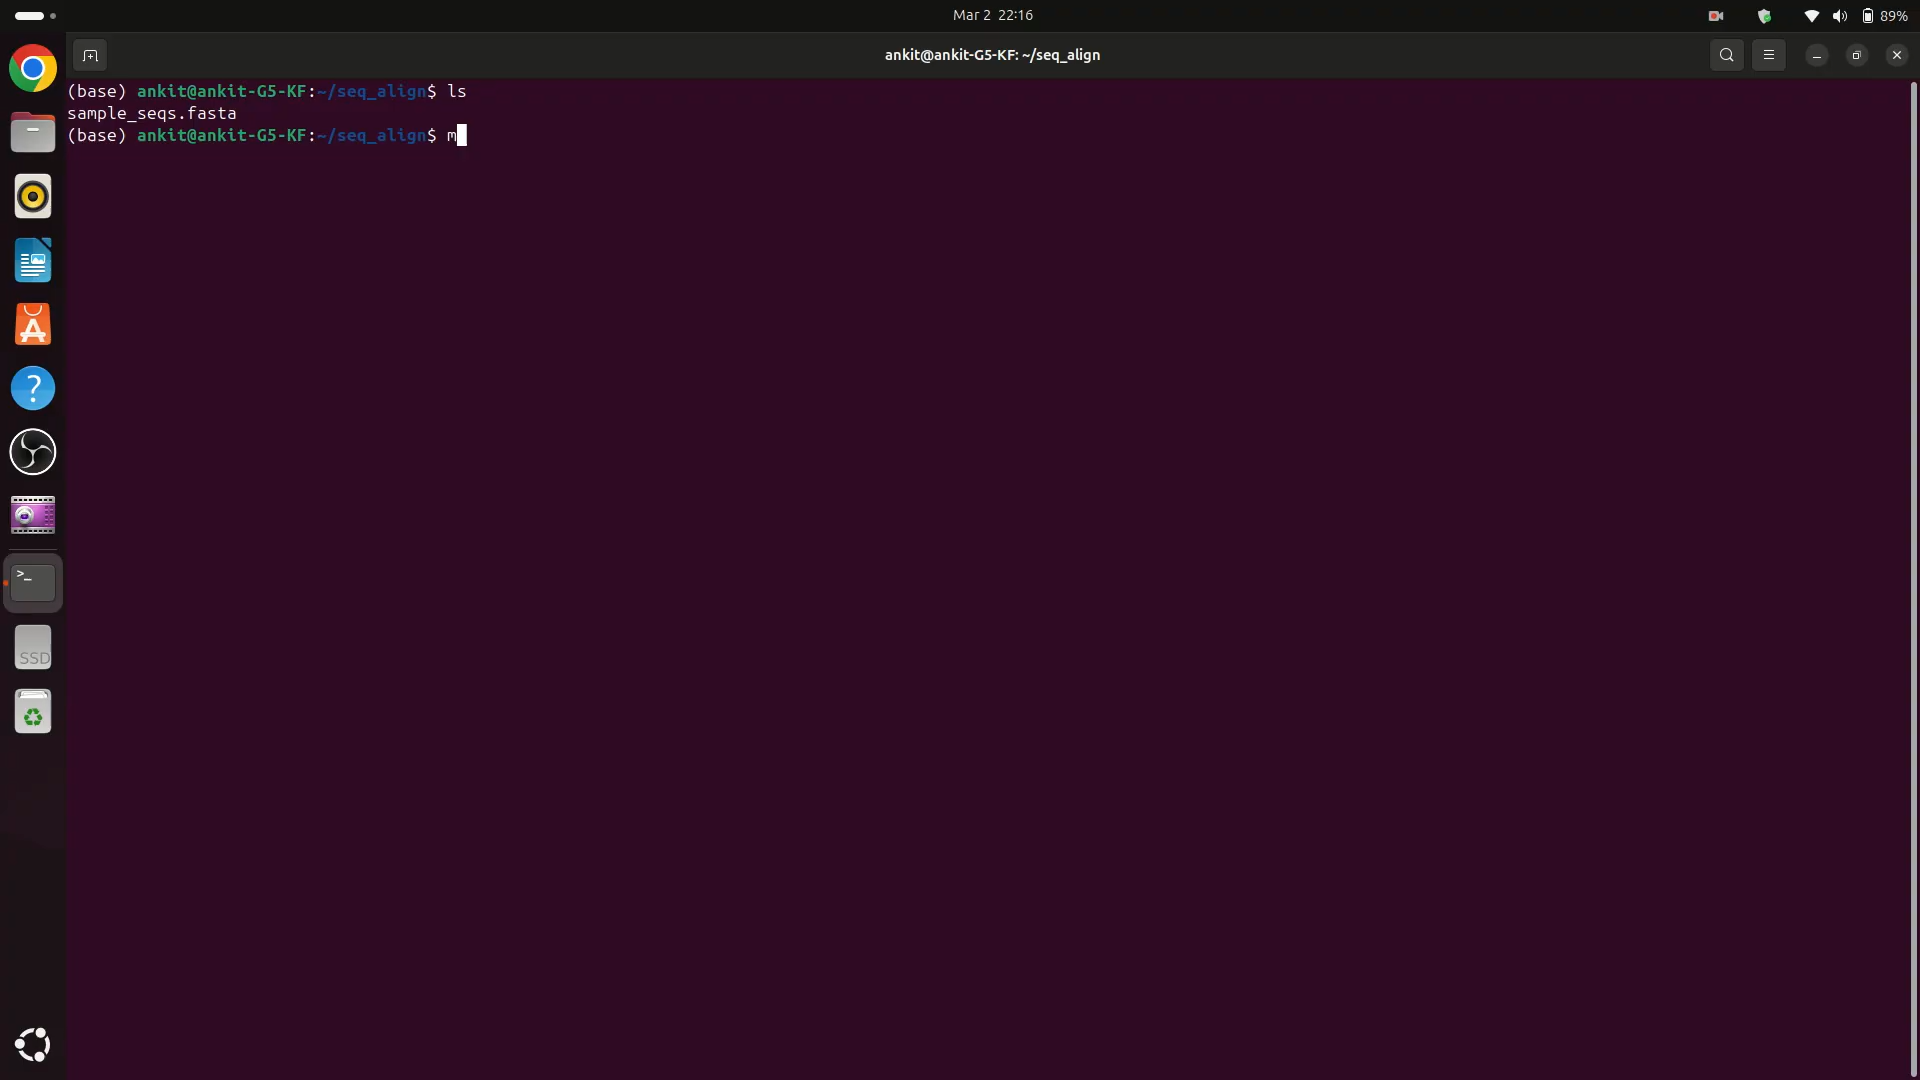 Mar 2 22:16
89%
ankit@ankit-G5-KF: ~/seq_align
(base) ankit@ankit-G5-KF:~/seq_align$ ls
sample_seqs.fasta
(base) ankit@ankit-G5-KF:~/seq_align$ m
>_
SSD